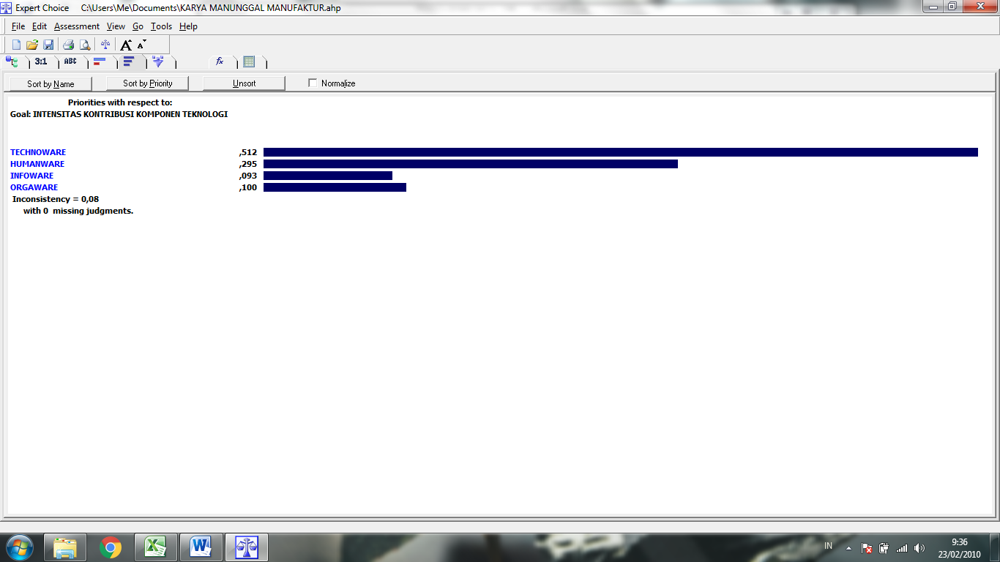 Expert Choice C:\Users\Me\Documents\KARYA MANUNGGAL MANUFAKTUR.ahp
File Edit Assessment View Go Tools Help
A A
3:1 ABC fx
Sort by Name Sort by Priority Unsort Normalize
Priorities with respect to:
Goal: INTENSITAS KONTRIBUSI KOMPONEN TEKNOLOGI
TECHNOWARE ,512
HUMANWARE ,295
INFOWARE ,093
ORGAWARE ,100
Inconsistency = 0,08
with 0 missing judgments.
IN 9:36
23/02/2010